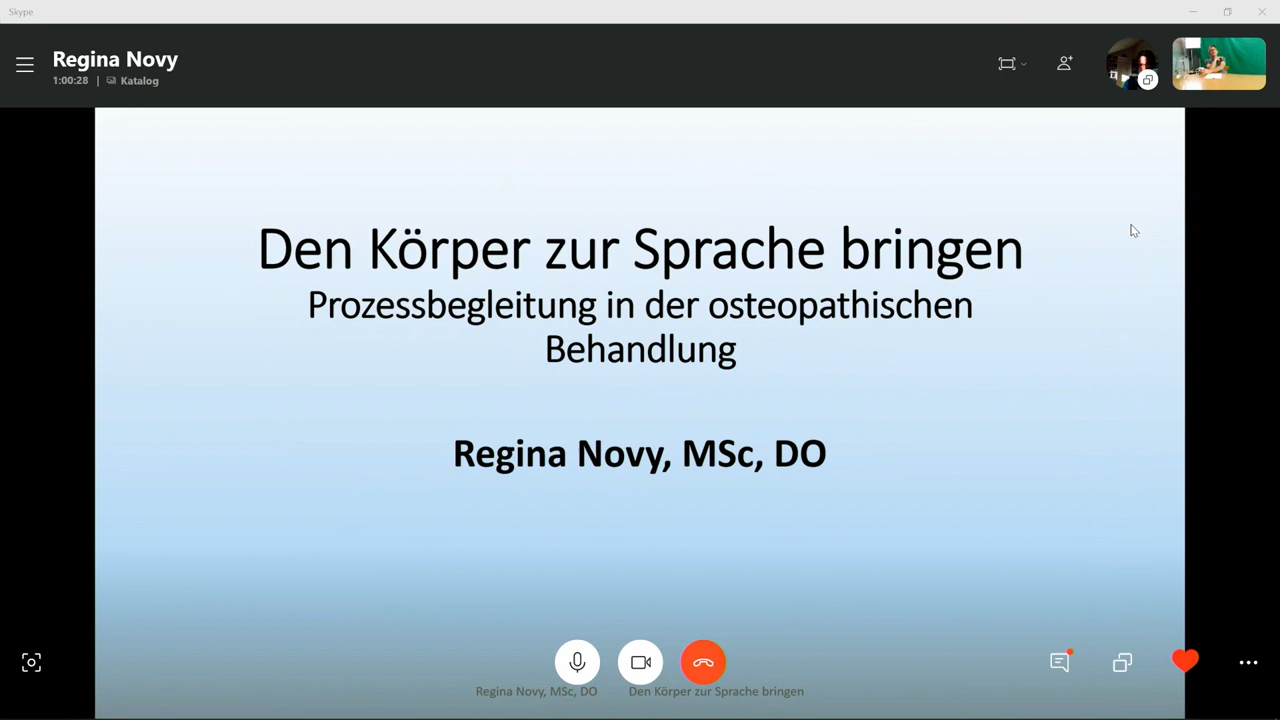 Skype
Regina Novy
1:00:28 | Katalog
Den Körper zur Sprache bringen
Prozessbegleitung in der osteopathischen
Behandlung
Regina Novy, MSc, DO
Regina Novy, MSc, DO Den Körper zur Sprache bringen